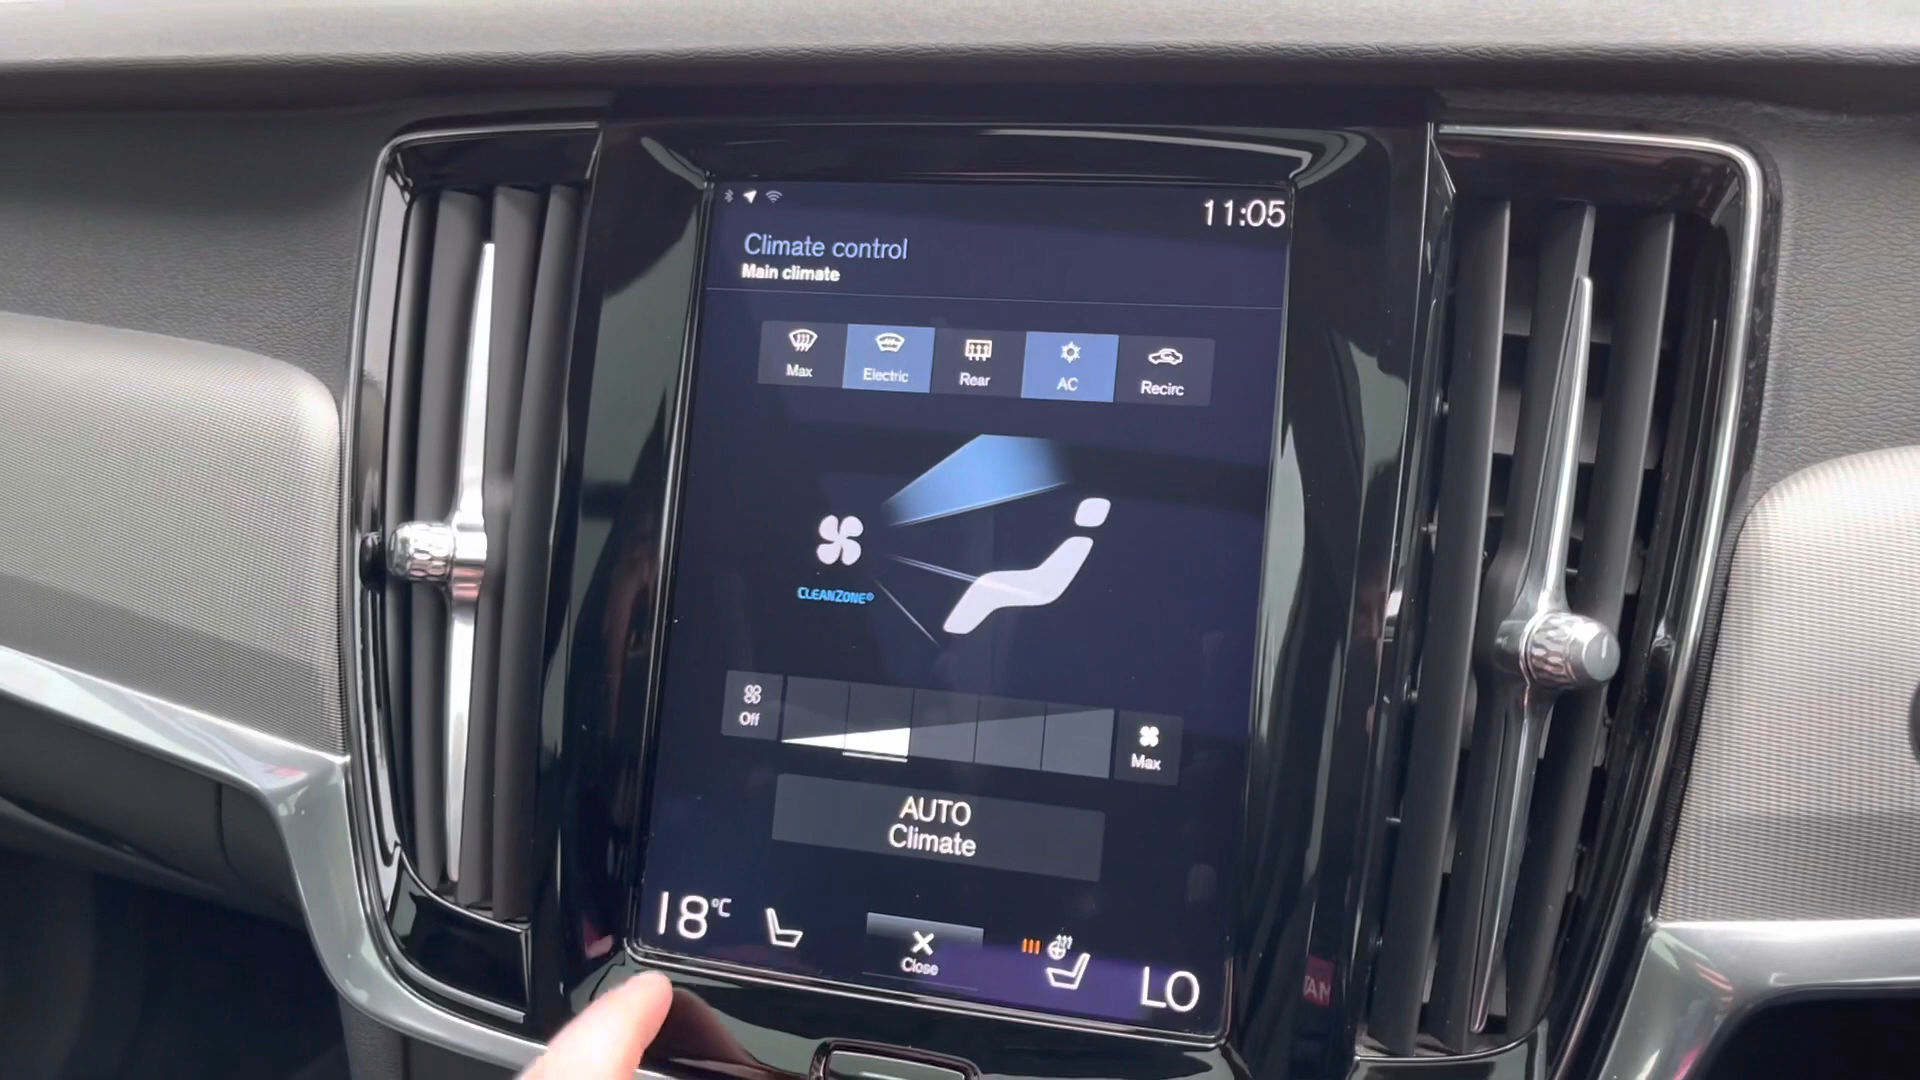 11:05
Climate control
Main climate
Max
Electric
Rear
AC
Recirc
CLEANZONE®
Off
Max
AUTO
Climate
18°C
Close
LO